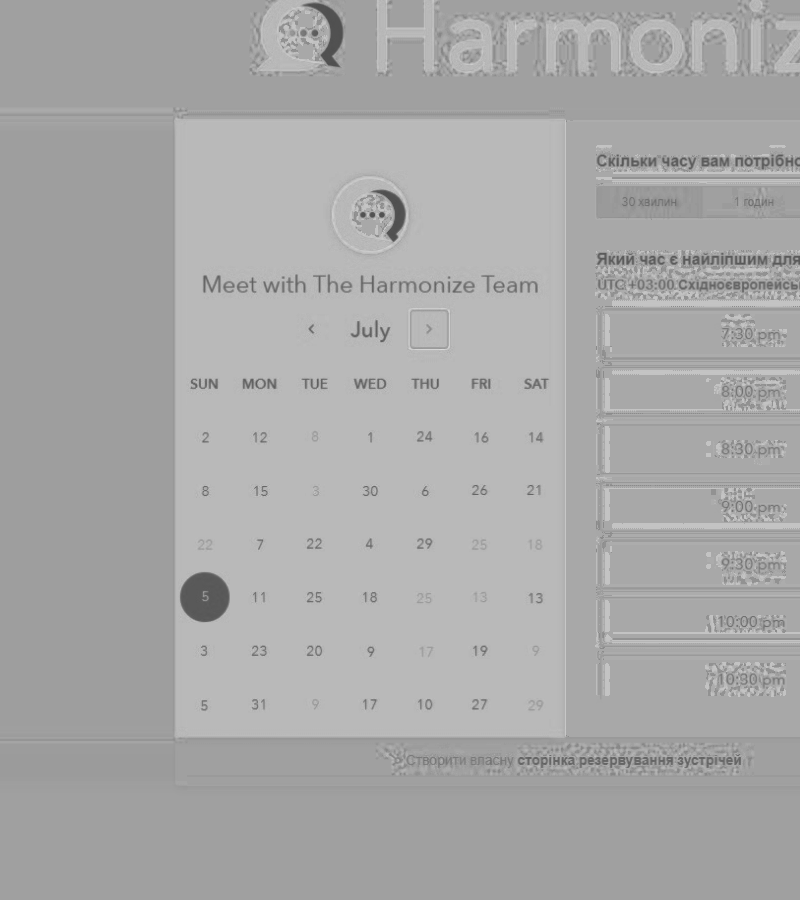 Harmoniz
Meet with The Harmonize Team
July
SUN MON TUE WED THU FRI SAT
2 12 8 1 24 16 14
8 15 3 30 6 26 21
22 7 22 4 29 25 18
5 11 25 18 25 13 13
3 23 20 9 17 19 9
5 31 9 17 10 27 29
Скільки часу вам потрібно
30 хвилин 1 годин
Який час є найліпшим для
UTC +03:00 Східноєвропейськ
7:30 pm
8:00 pm
8:30 pm
9:00 pm
9:30 pm
10:00 pm
10:30 pm
Створити власну сторінка резервування зустрічей